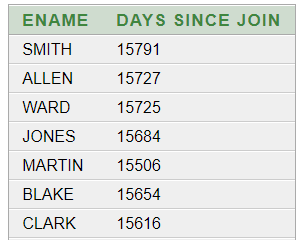 ENAME DAYS SINCE JOIN
SMITH 15791
ALLEN 15727
WARD 15725
JONES 15684
MARTIN 15506
BLAKE 15654
CLARK 15616